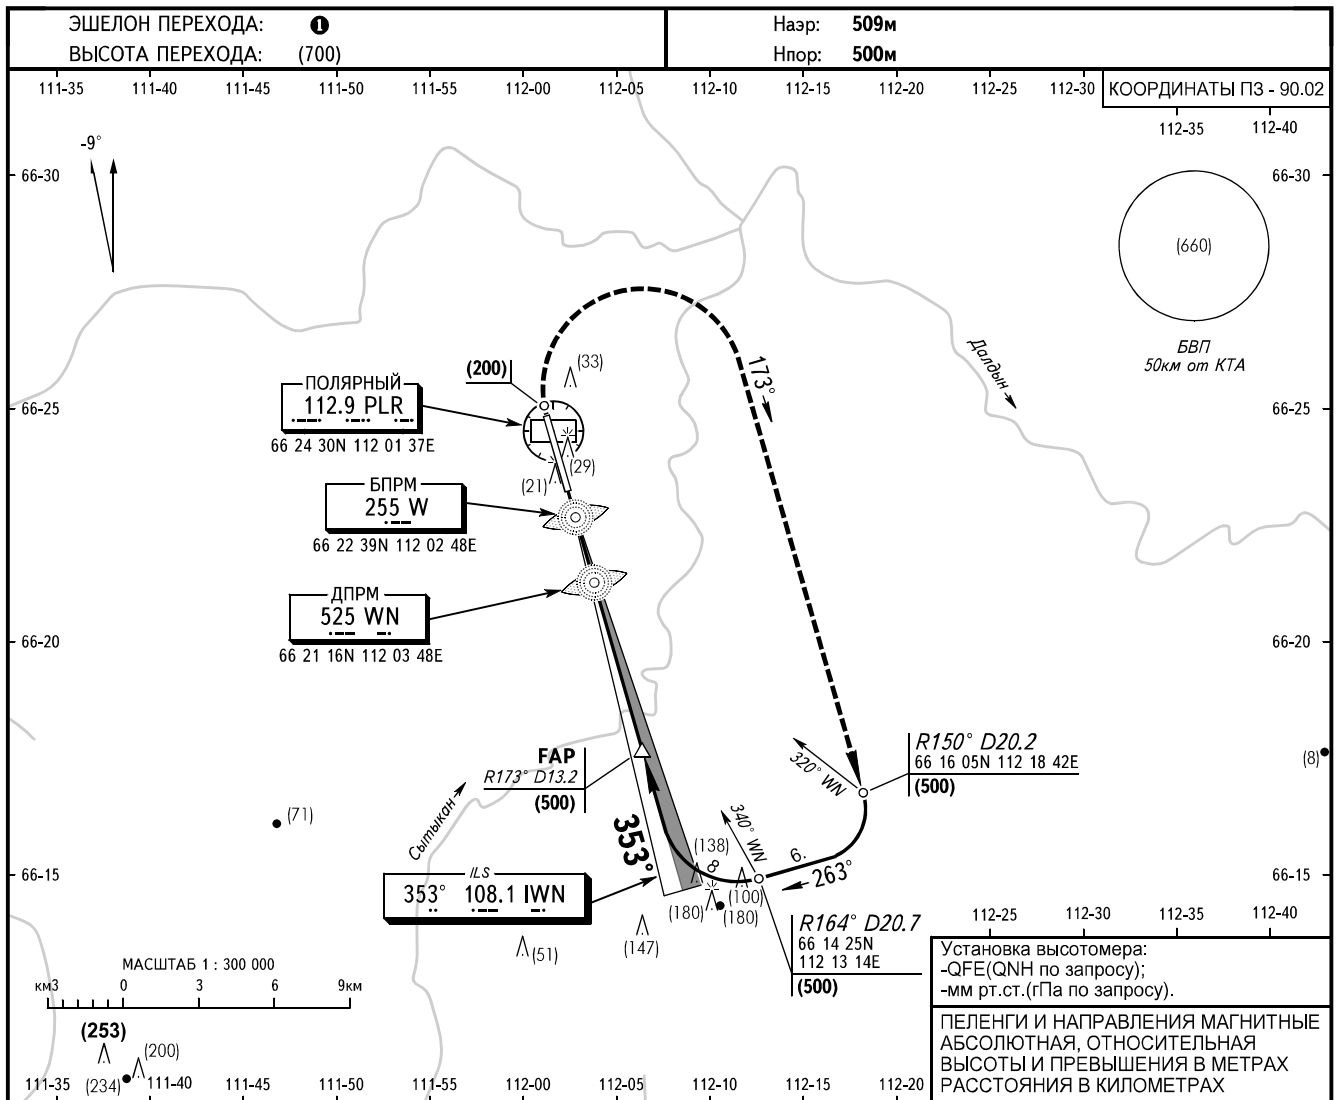 ЭШЕЛОН ПЕРЕХОДА: 1
ВЫСОТА ПЕРЕХОДА: (700)
Наэр: 509м
Нпор: 500м
111-35 111-40 111-45 111-50 111-55 112-00 112-05 112-10 112-15 112-20 112-25 112-30
КООРДИНАТЫ ПЗ - 90.02
112-35 112-40
-9°
66-30
66-30
(660)
БВП
50км от КТА
Далдын
173°
(200)
(33)
ПОЛЯРНЫЙ
112.9 PLR
66 24 30N 112 01 37E
66-25
66-25
(29)
(21)
БПРМ
255 W
66 22 39N 112 02 48E
ДПРМ
525 WN
66 21 16N 112 03 48E
66-20
66-20
FAP
R173° D13.2
(500)
R150° D20.2
66 16 05N 112 18 42E
(500)
320° WN
340° WN
(8)
(71)
Сытыкан
353°
(138)
8
6.
263°
66-15
66-15
ILS
353° 108.1 IWN
(100)
(180)
(180)
(147)
(51)
R164° D20.7
66 14 25N
112 13 14E
(500)
112-25 112-30 112-35 112-40
МАСШТАБ 1 : 300 000
км3 0 3 6 9км
(253)
(200)
(234)
111-35 111-40 111-45 111-50 111-55 112-00 112-05 112-10 112-15 112-20
Установка высотомера:
-QFE(QNH по запросу);
-мм рт.ст.(гПа по запросу).
ПЕЛЕНГИ И НАПРАВЛЕНИЯ МАГНИТНЫЕ
АБСОЛЮТНАЯ, ОТНОСИТЕЛЬНАЯ
ВЫСОТЫ И ПРЕВЫШЕНИЯ В МЕТРАХ
РАССТОЯНИЯ В КИЛОМЕТРАХ